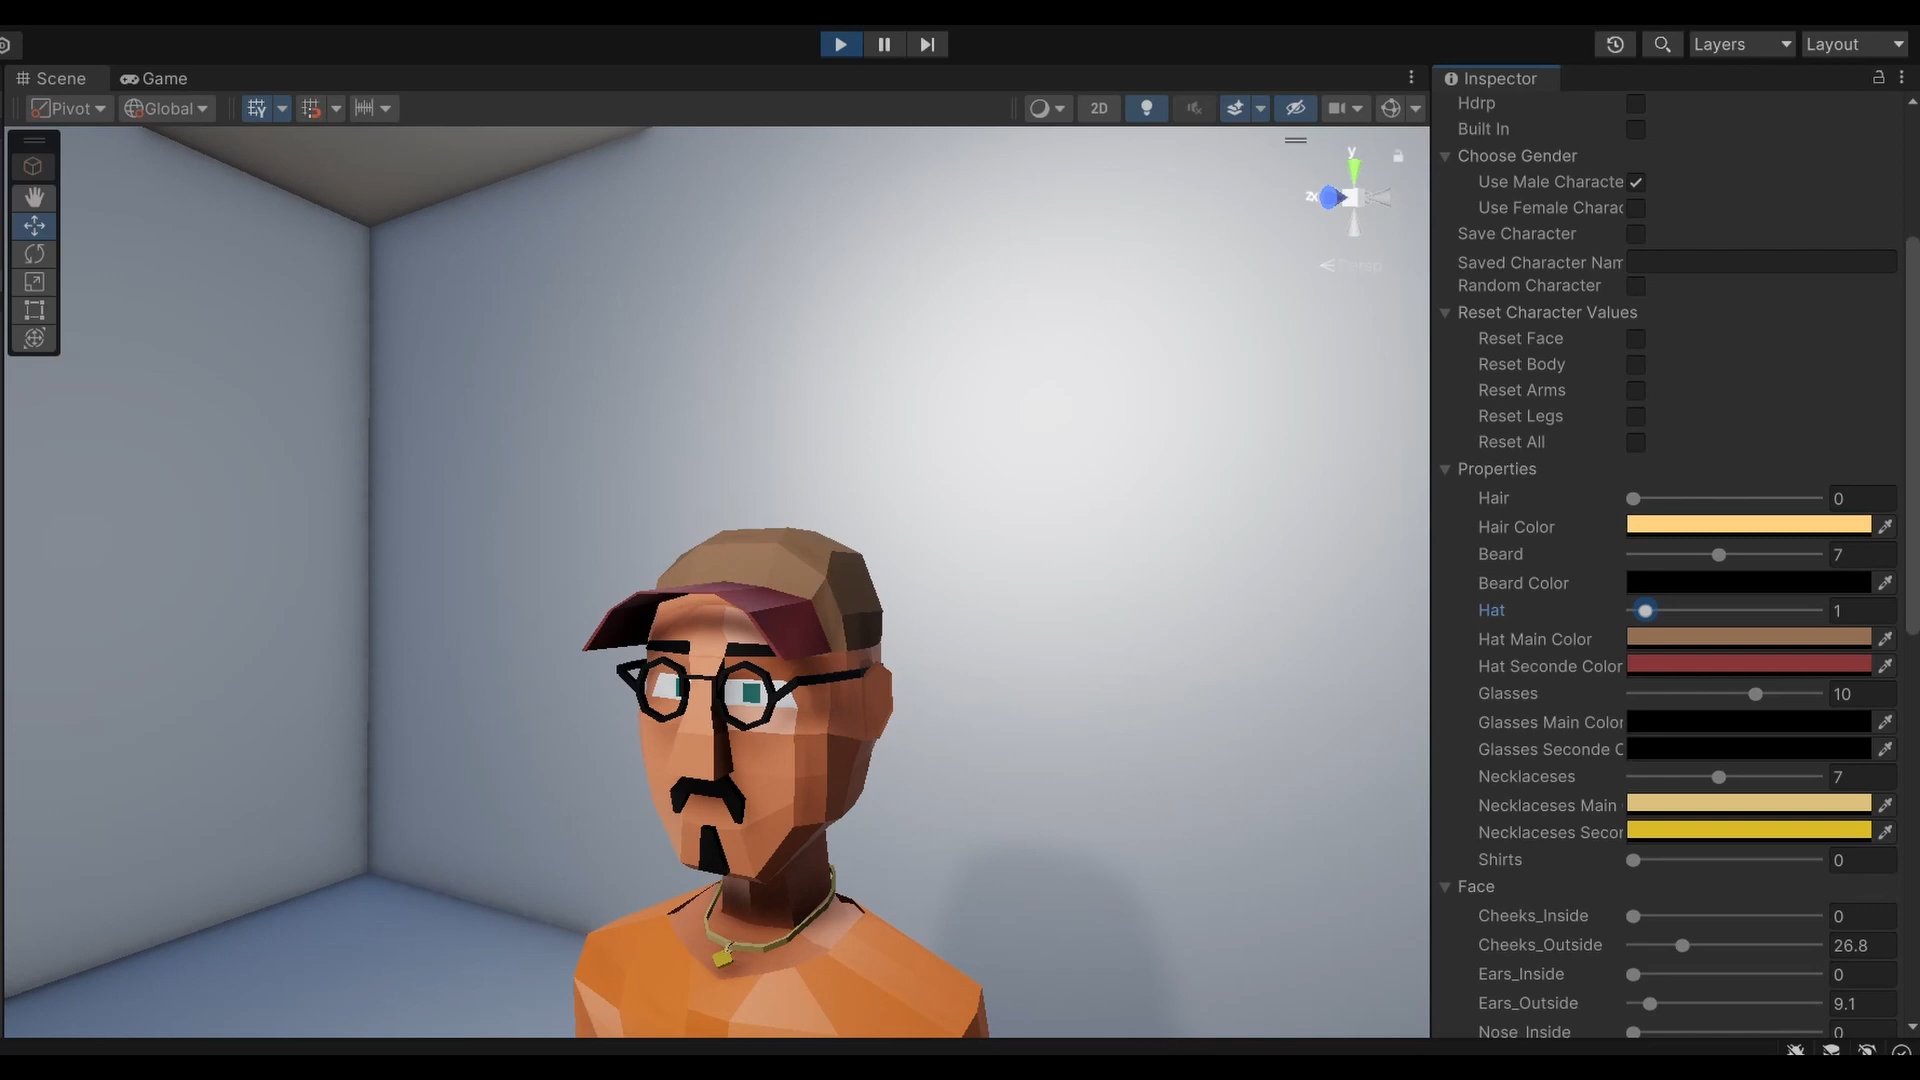 Layers
Layout
Scene
Game
Inspector
Pivot
Global
2D
Hdrp
Built In
Choose Gender
Use Male Characte
Use Female Charac
Save Character
Saved Character Nam
Random Character
Reset Character Values
Reset Face
Reset Body
Reset Arms
Reset Legs
Reset All
Properties
Hair 0
Hair Color
Beard 7
Beard Color
Hat 1
Hat Main Color
Hat Seconde Color
Glasses 10
Glasses Main Color
Glasses Seconde C
Necklaceses 7
Necklaceses Main
Necklaceses Secor
Shirts 0
Face
Cheeks_Inside 0
Cheeks_Outside 26.8
Ears_Inside 0
Ears_Outside 9.1
Nose_Inside 0
y
zx
Persp